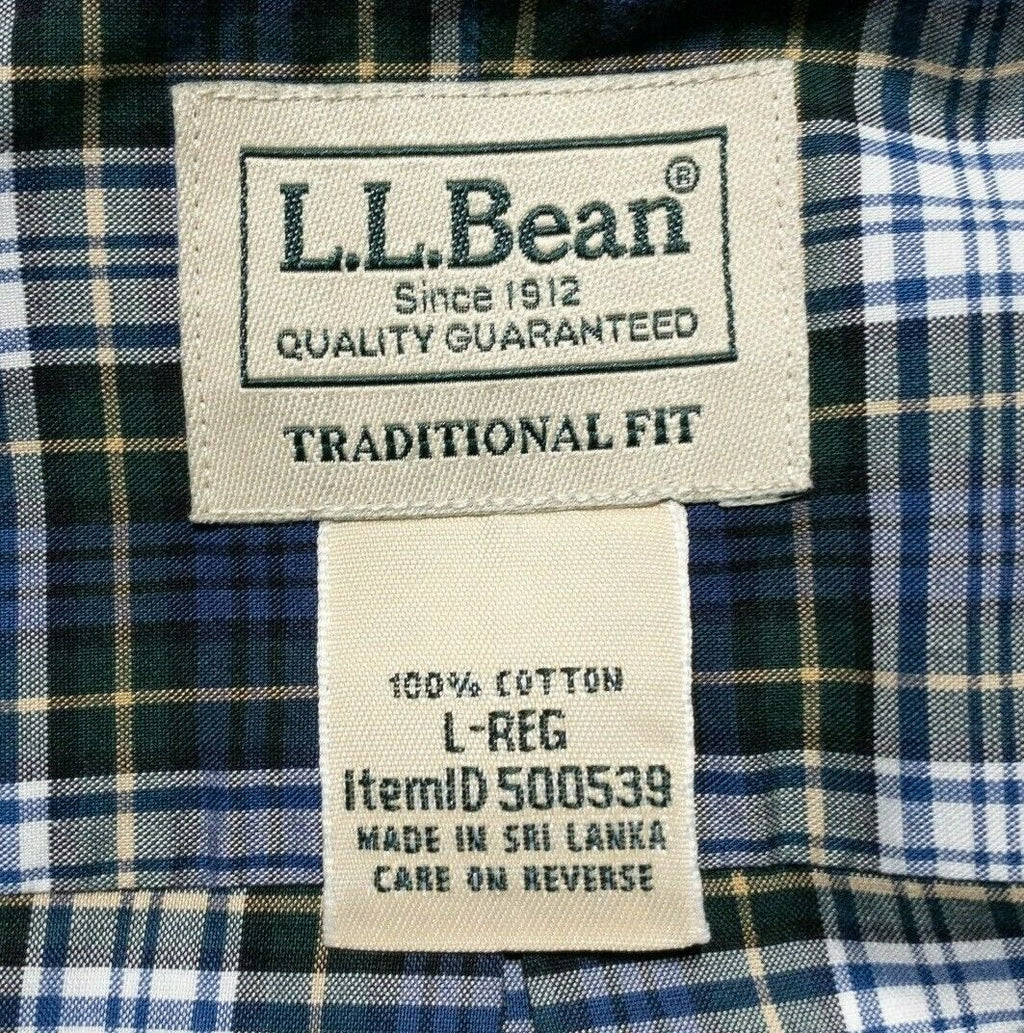 L.L.Bean®
Since 1912
QUALITY GUARANTEED
TRADITIONAL FIT
100% COTTON
L-REG
ItemID 500539
MADE IN SRI LANKA
CARE ON REVERSE